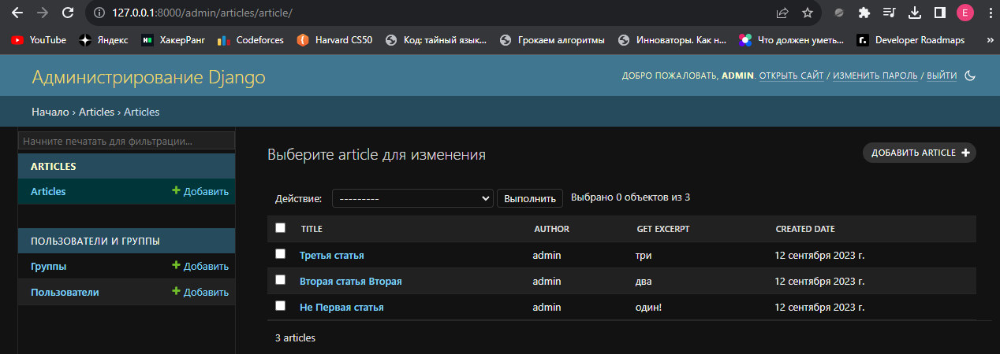 127.0.0.1:8000/admin/articles/article/
E
YouTube Яндекс ХакерРанг Codeforces Harvard CS50 Код: тайный язык... Грокаем алгоритмы Инноваторы. Как н... Что должен уметь... Developer Roadmaps »
Администрирование Django
ДОБРО ПОЖАЛОВАТЬ, ADMIN. ОТКРЫТЬ САЙТ / ИЗМЕНИТЬ ПАРОЛЬ / ВЫЙТИ
Начало › Articles › Articles
Начните печатать для фильтрации...
ARTICLES
Articles + Добавить
ПОЛЬЗОВАТЕЛИ И ГРУППЫ
Группы + Добавить
Пользователи + Добавить
Выберите article для изменения
ДОБАВИТЬ ARTICLE +
Действие: --------- Выполнить Выбрано 0 объектов из 3
TITLE AUTHOR GET EXCERPT CREATED DATE
Третья статья admin три 12 сентября 2023 г.
Вторая статья Вторая admin два 12 сентября 2023 г.
Не Первая статья admin один! 12 сентября 2023 г.
3 articles